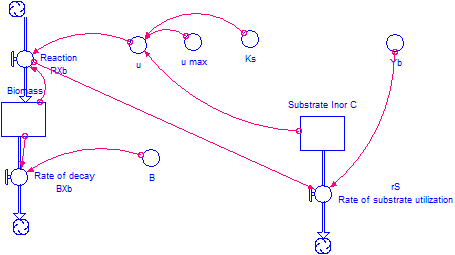 Reaction
RXb
u
u max
Ks
Yb
Biomass
Substrate Inor C
Rate of decay
BXb
B
rS
Rate of substrate utilization